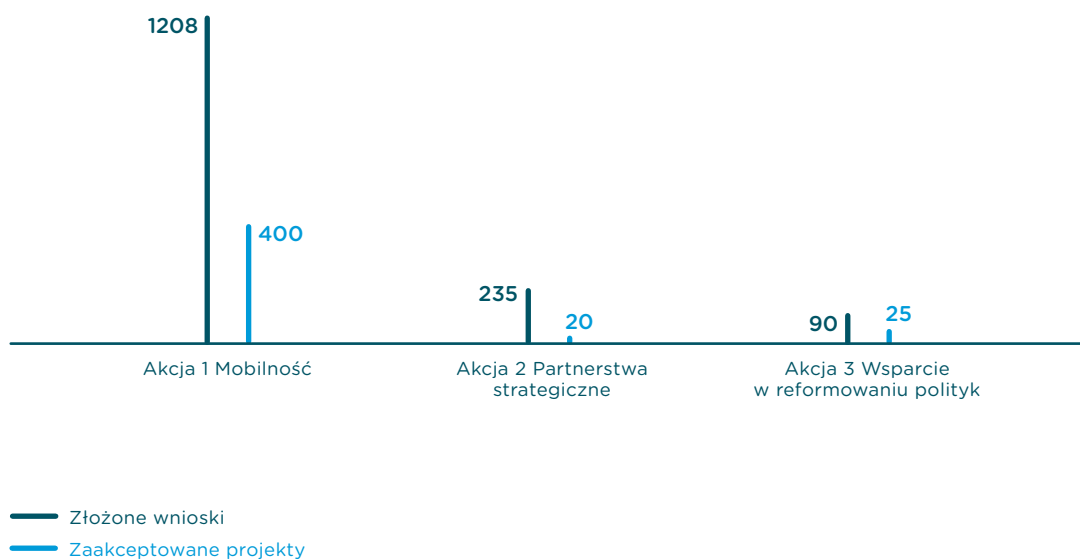 1208
400
235
20
90
25
Akcja 1 Mobilność
Akcja 2 Partnerstwa
strategiczne
Akcja 3 Wsparcie
w reformowaniu polityk
Złożone wnioski
Zaakceptowane projekty